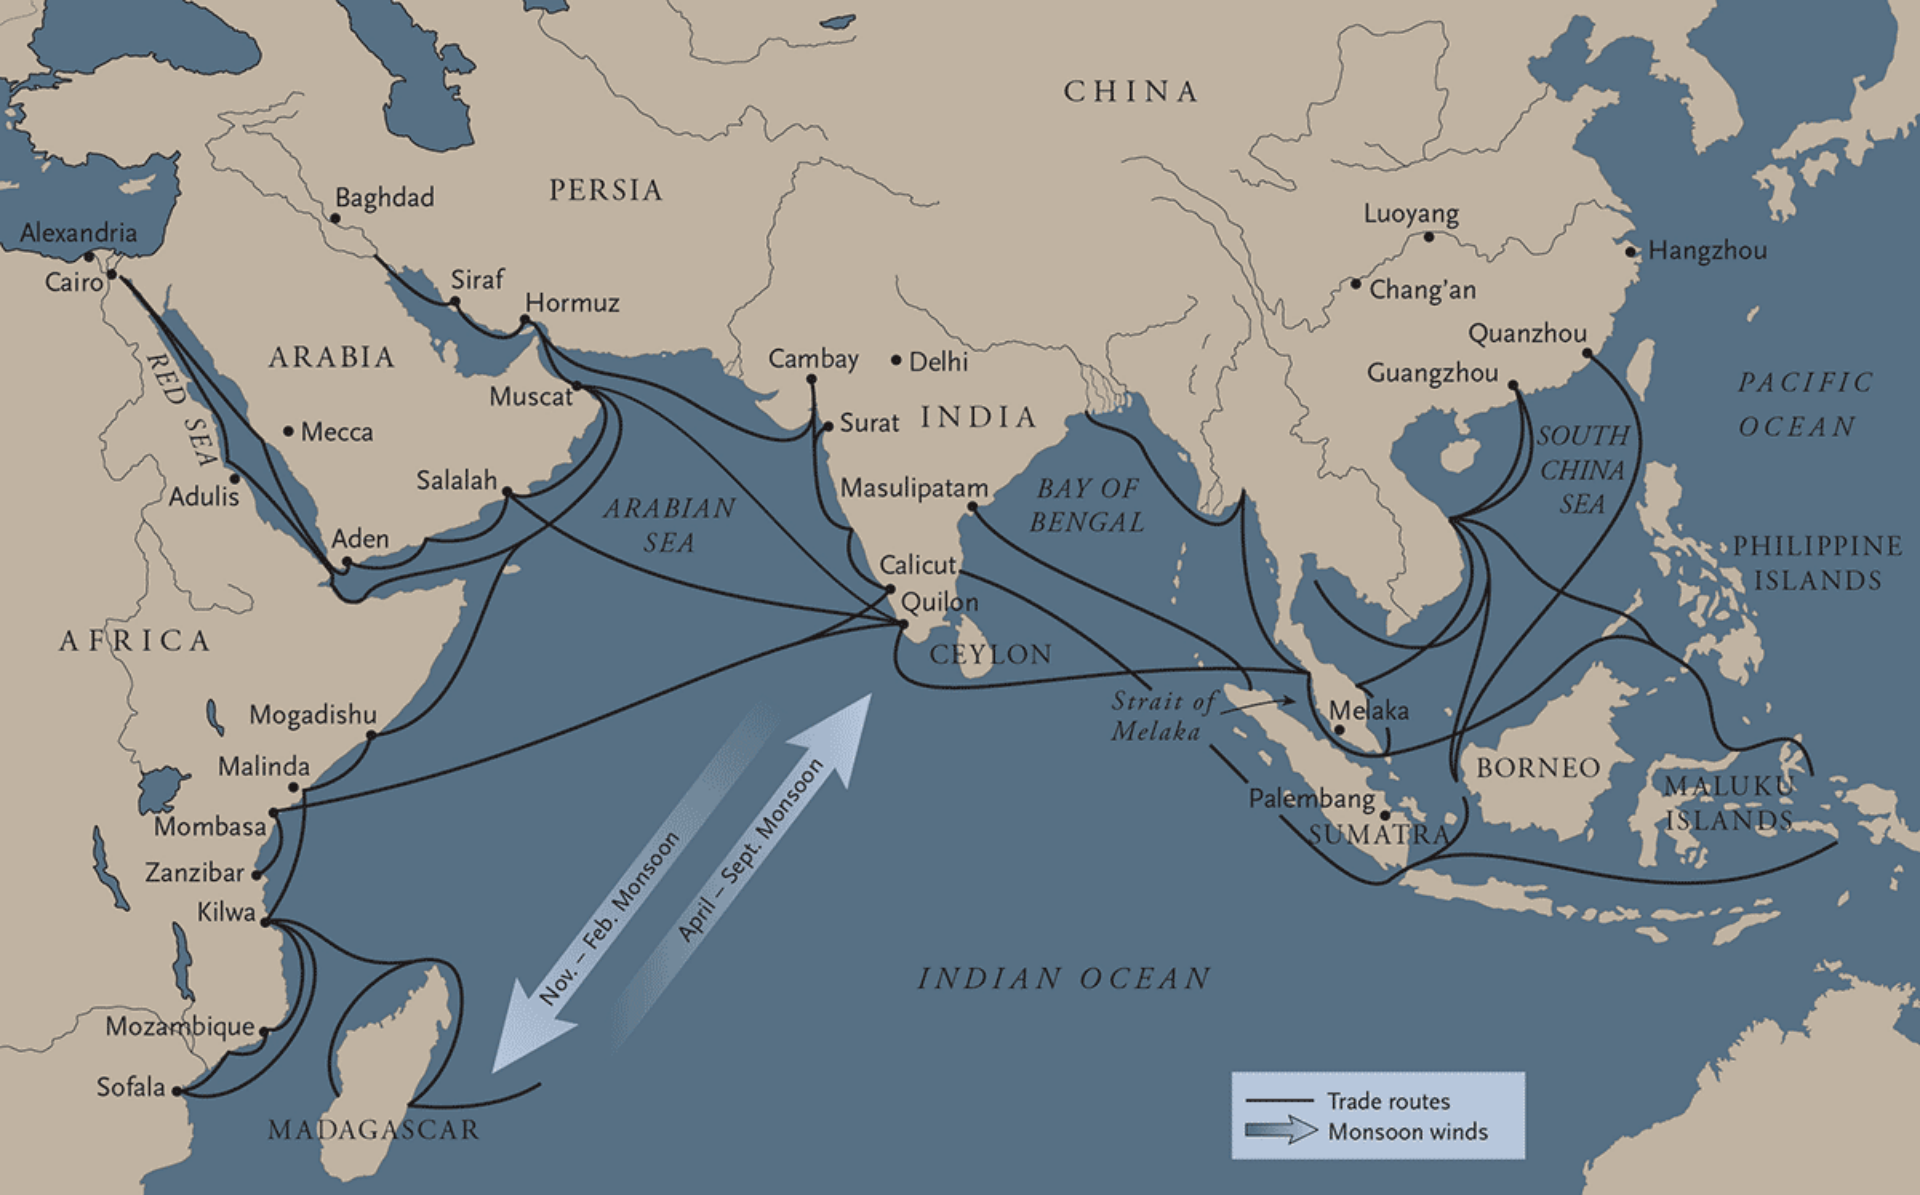 CHINA
PERSIA
Baghdad
Luoyang
Alexandria
Hangzhou
Cairo
Siraf
Chang'an
Hormuz
Quanzhou
ARABIA
Cambay
Delhi
Guangzhou
RED SEA
Muscat
PACIFIC
OCEAN
Mecca
Surat
INDIA
SOUTH
CHINA
SEA
Salalah
Masulipatam
BAY OF
BENGAL
Adulis
ARABIAN
SEA
Aden
PHILIPPINE
ISLANDS
Calicut
Quilon
AFRICA
CEYLON
Strait of
Melaka
Melaka
Mogadishu
Malinda
BORNEO
MALUKU
ISLANDS
Palembang
SUMATRA
Mombasa
Zanzibar
Kilwa
Nov. – Feb. Monsoon
April – Sept. Monsoon
INDIAN OCEAN
Mozambique
Sofala
MADAGASCAR
Trade routes
Monsoon winds